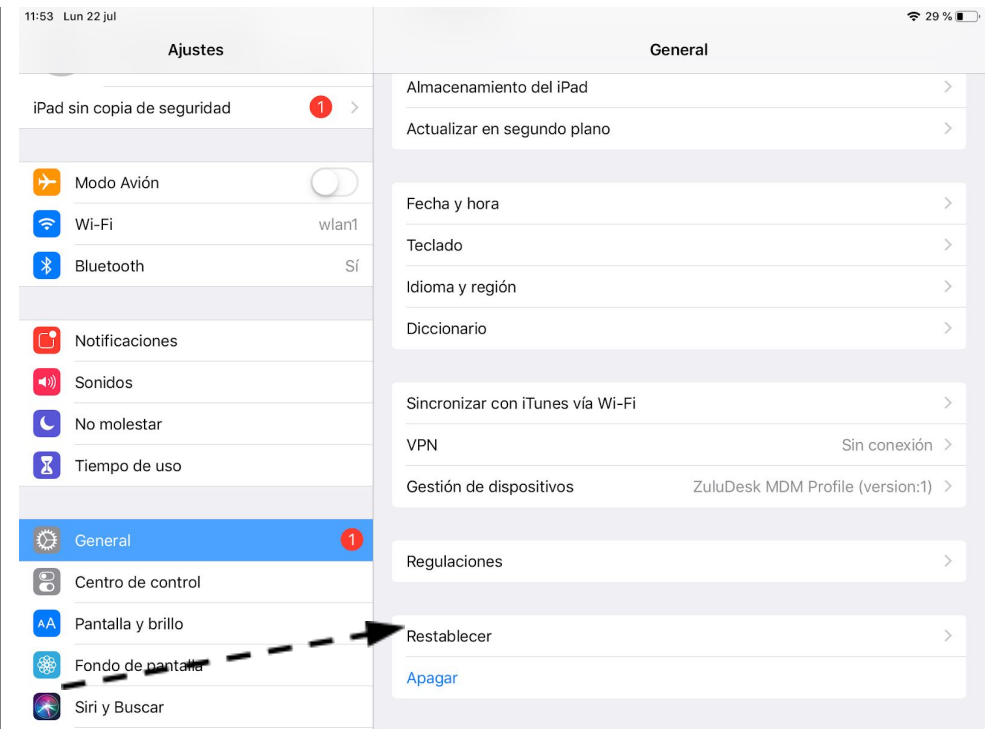 11:53 Lun 22 jul
29 %
Ajustes
General
iPad sin copia de seguridad 1
Modo Avión
Wi-Fi wlan1
Bluetooth Sí
Notificaciones
Sonidos
No molestar
Tiempo de uso
General 1
Centro de control
AA Pantalla y brillo
Fondo de pantalla
Siri y Buscar
Almacenamiento del iPad
Actualizar en segundo plano
Fecha y hora
Teclado
Idioma y región
Diccionario
Sincronizar con iTunes vía Wi-Fi
VPN Sin conexión
Gestión de dispositivos ZuluDesk MDM Profile (version:1)
Regulaciones
Restablecer
Apagar